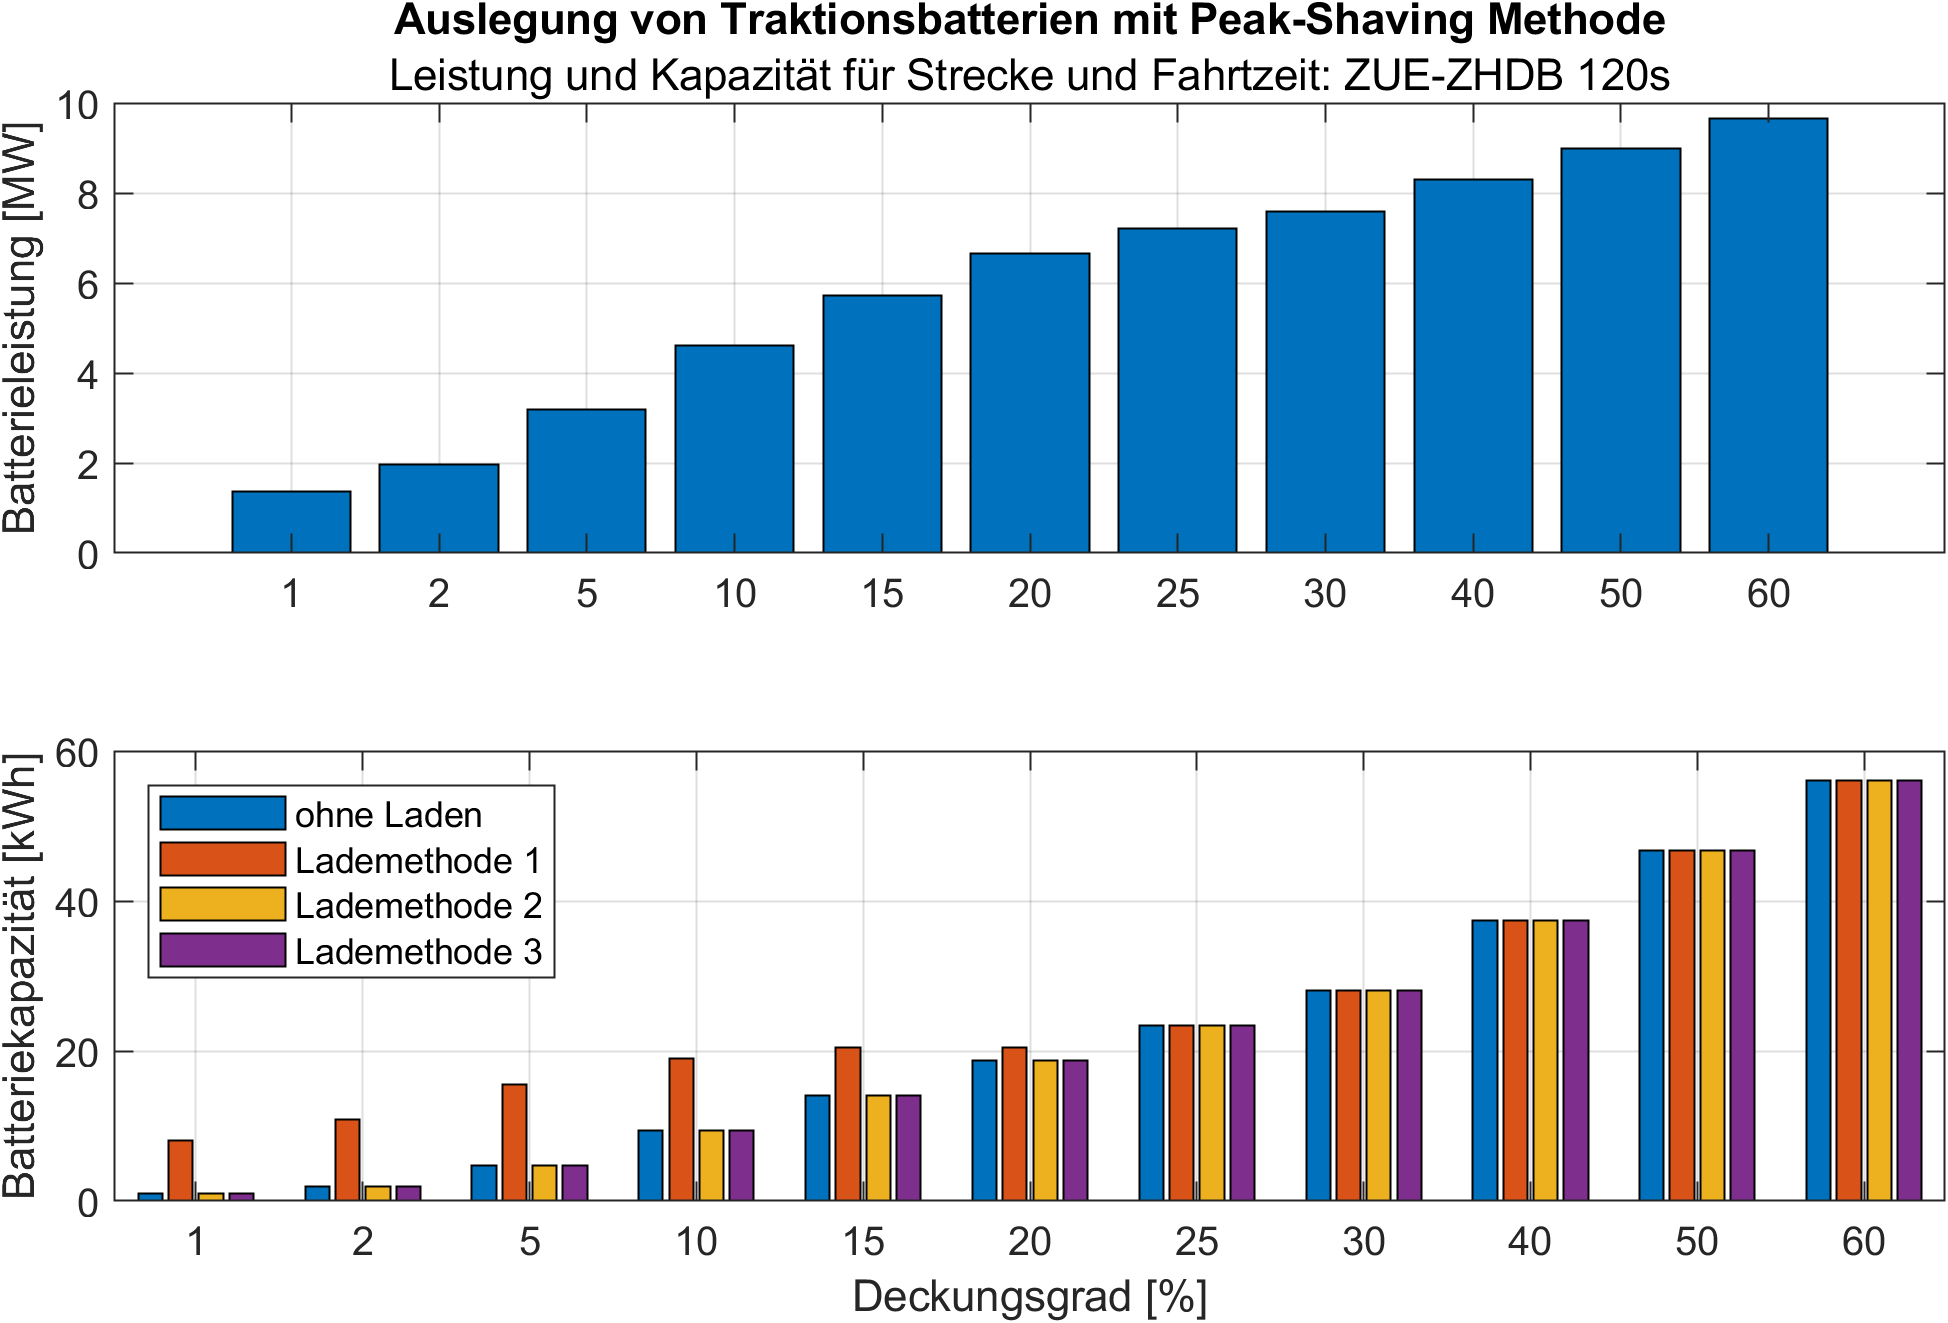 Auslegung von Traktionsbatterien mit Peak-Shaving Methode
Leistung und Kapazität für Strecke und Fahrtzeit: ZUE-ZHDB 120s
Batterieleistung [MW]
10
8
6
4
2
0
1 2 5 10 15 20 25 30 40 50 60
Batteriekapazität [kWh]
60
40
20
0
ohne Laden
Lademethode 1
Lademethode 2
Lademethode 3
1 2 5 10 15 20 25 30 40 50 60
Deckungsgrad [%]